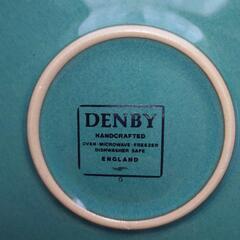 DENBY
HANDCRAFTED
OVEN·MICROWAVE·FREEZER
DISHWASHER SAFE
ENGLAND